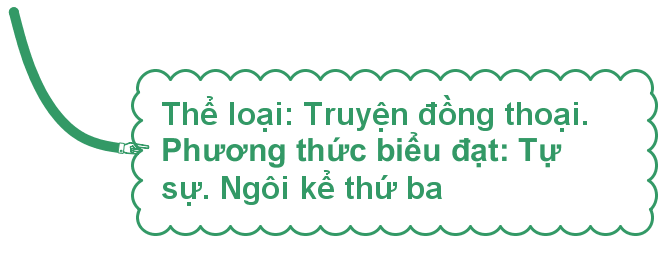 Thể loại: Truyện đồng thoại.
Phương thức biểu đạt: Tự
sự. Ngôi kể thứ ba